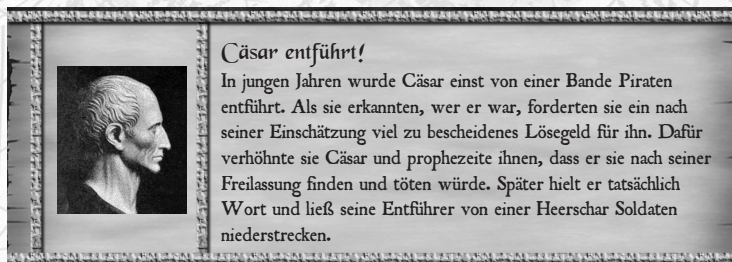 Cäsar entführt!
In jungen Jahren wurde Cäsar einst von einer Bande Piraten
entführt. Als sie erkannten, wer er war, forderten sie ein nach
seiner Einschätzung viel zu bescheidenes Lösegeld für ihn. Dafür
verhöhnte sie Cäsar und prophezeite ihnen, dass er sie nach seiner
Freilassung finden und töten würde. Später hielt er tatsächlich
Wort und ließ seine Entführer von einer Heerschar Soldaten
niederstrecken.